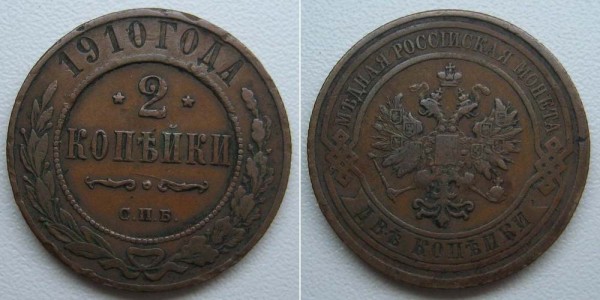 1910 ГОДА
2
КОПѢЙКИ
С.П.Б.
МѢДНАЯ РОССІЙСКАЯ МОНЕТА
ДВѢ КОПѢЙКИ